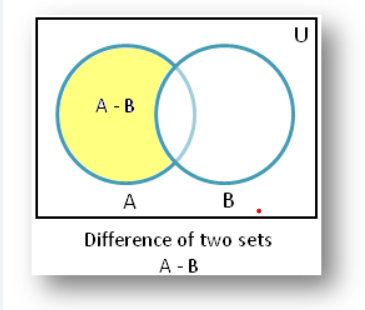 U
A - B
A
B
Difference of two sets
A - B